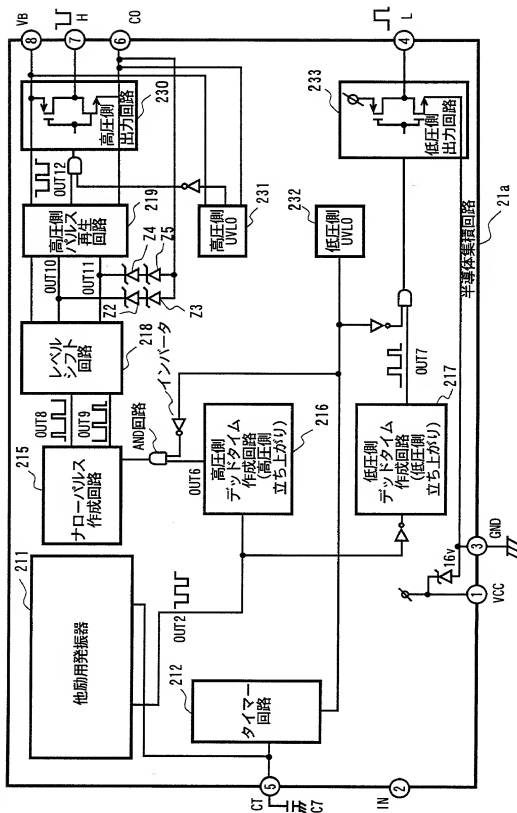 211
他励用発振器
215
ナローパルス
作成回路
OUT8
OUT9
218
レベル
シフト
回路
OUT10
OUT11
219
高圧側
パルス
再生
回路
OUT12
230
高圧側
出力回路
VB
8
7
H
6
CO
Z2
Z4
Z5
Z3
231
高圧側
UVLO
AND回路
インバータ
OUT6
216
高圧側
デッドタイム
作成回路
(高圧側
立ち上がり)
OUT2
212
タイマー
回路
232
低圧側
UVLO
233
低圧側
出力回路
4
L
217
低圧側
デッドタイム
作成回路
(低圧側
立ち上がり)
OUT7
CT
5
C7
IN
2
1
VCC
16v
3
GND
半導体集積回路
21a